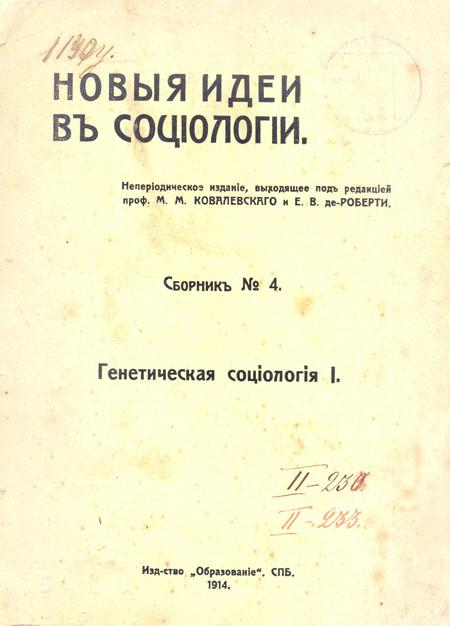 НОВЫЯ ИДЕИ
ВЪ СОЦІОЛОГІИ.
Неперіодическое изданіе, выходящее подъ редакціей
проф. М. М. КОВАЛЕВСКАГО и Е. В. де-РОБЕРТИ.
Сборникъ № 4.
Генетическая соціологія I.
II-233.
Изд-ство „Образованіе“. СПБ.
1914.